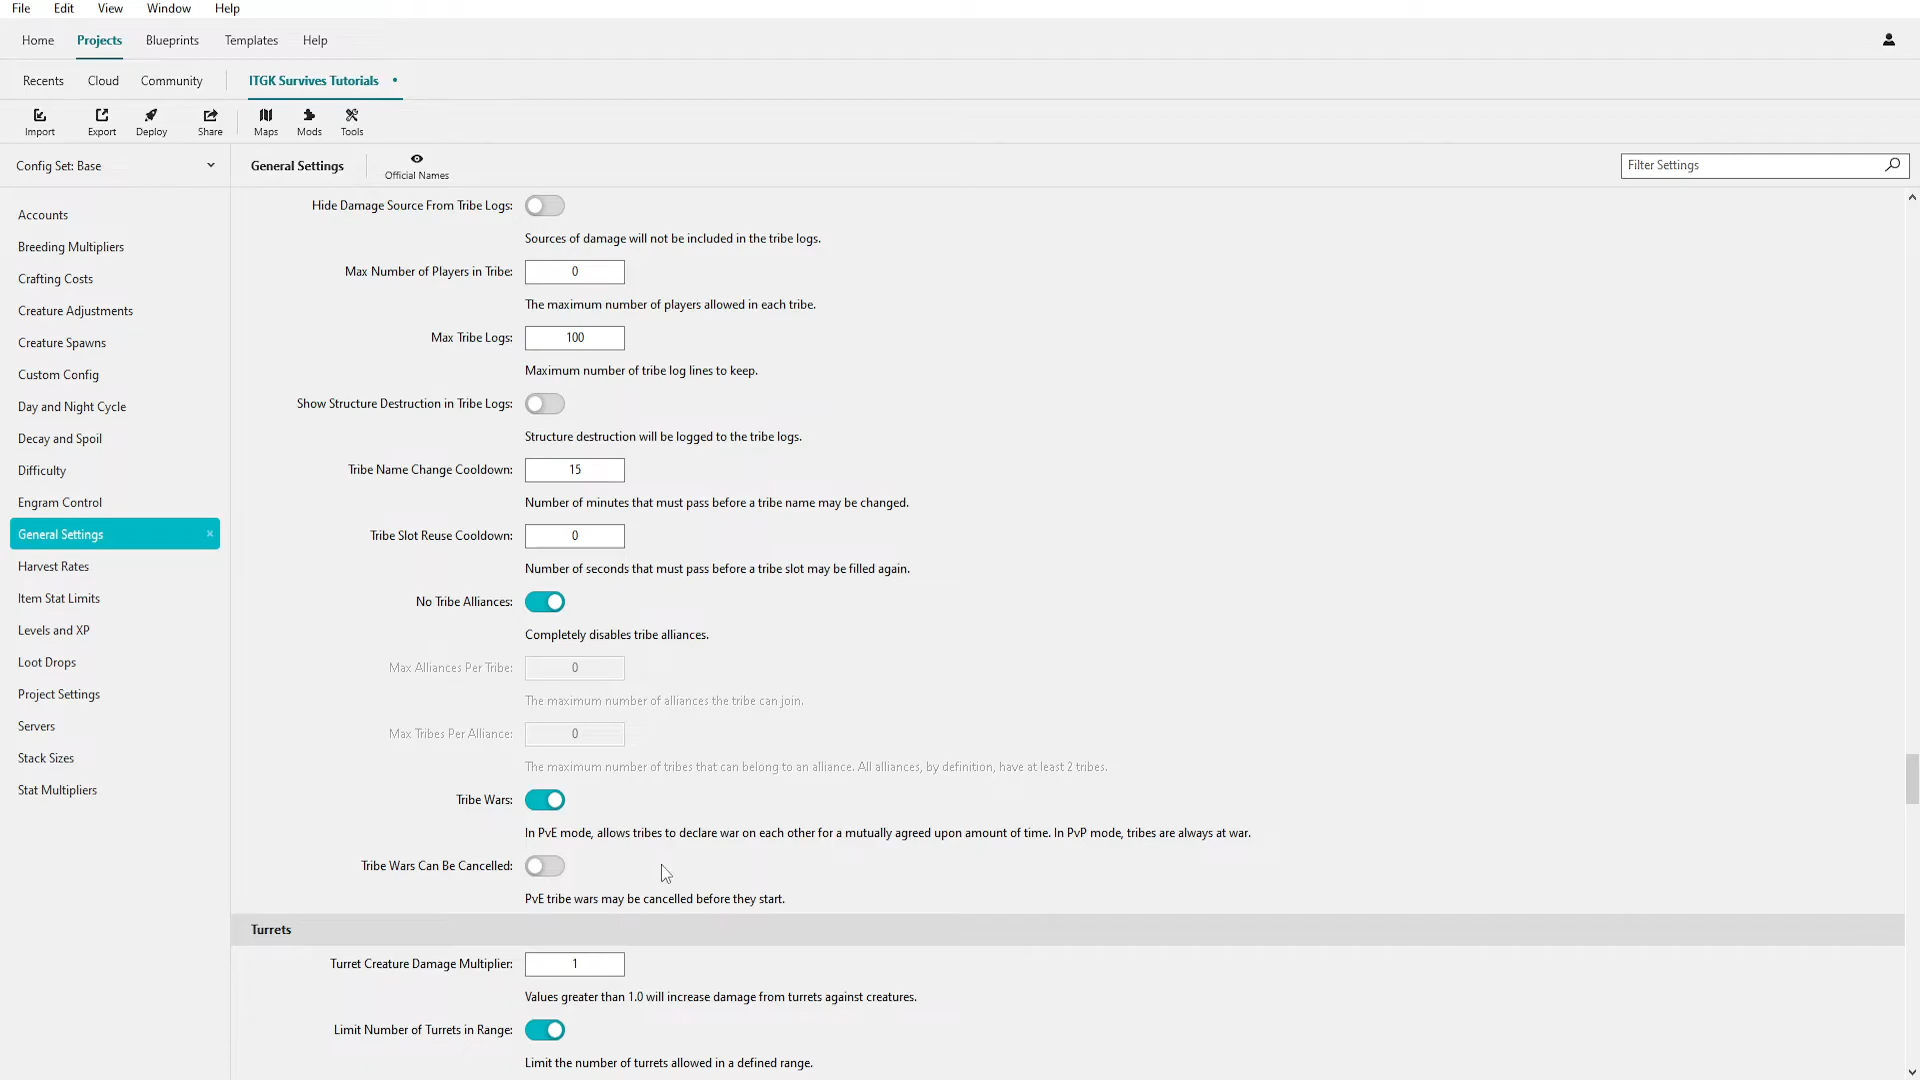 File Edit View Window Help
Home Projects Blueprints Templates Help
Recents Cloud Community ITGK Survives Tutorials •
Import Export Deploy Share Maps Mods Tools
Config Set: Base
General Settings
Official Names
Filter Settings
Accounts
Breeding Multipliers
Crafting Costs
Creature Adjustments
Creature Spawns
Custom Config
Day and Night Cycle
Decay and Spoil
Difficulty
Engram Control
General Settings ×
Harvest Rates
Item Stat Limits
Levels and XP
Loot Drops
Project Settings
Servers
Stack Sizes
Stat Multipliers
Hide Damage Source From Tribe Logs:
Sources of damage will not be included in the tribe logs.
Max Number of Players in Tribe: 0
The maximum number of players allowed in each tribe.
Max Tribe Logs: 100
Maximum number of tribe log lines to keep.
Show Structure Destruction in Tribe Logs:
Structure destruction will be logged to the tribe logs.
Tribe Name Change Cooldown: 15
Number of minutes that must pass before a tribe name may be changed.
Tribe Slot Reuse Cooldown: 0
Number of seconds that must pass before a tribe slot may be filled again.
No Tribe Alliances:
Completely disables tribe alliances.
Max Alliances Per Tribe: 0
The maximum number of alliances the tribe can join.
Max Tribes Per Alliance: 0
The maximum number of tribes that can belong to an alliance. All alliances, by definition, have at least 2 tribes.
Tribe Wars:
In PvE mode, allows tribes to declare war on each other for a mutually agreed upon amount of time. In PvP mode, tribes are always at war.
Tribe Wars Can Be Cancelled:
PvE tribe wars may be cancelled before they start.
Turrets
Turret Creature Damage Multiplier: 1
Values greater than 1.0 will increase damage from turrets against creatures.
Limit Number of Turrets in Range:
Limit the number of turrets allowed in a defined range.